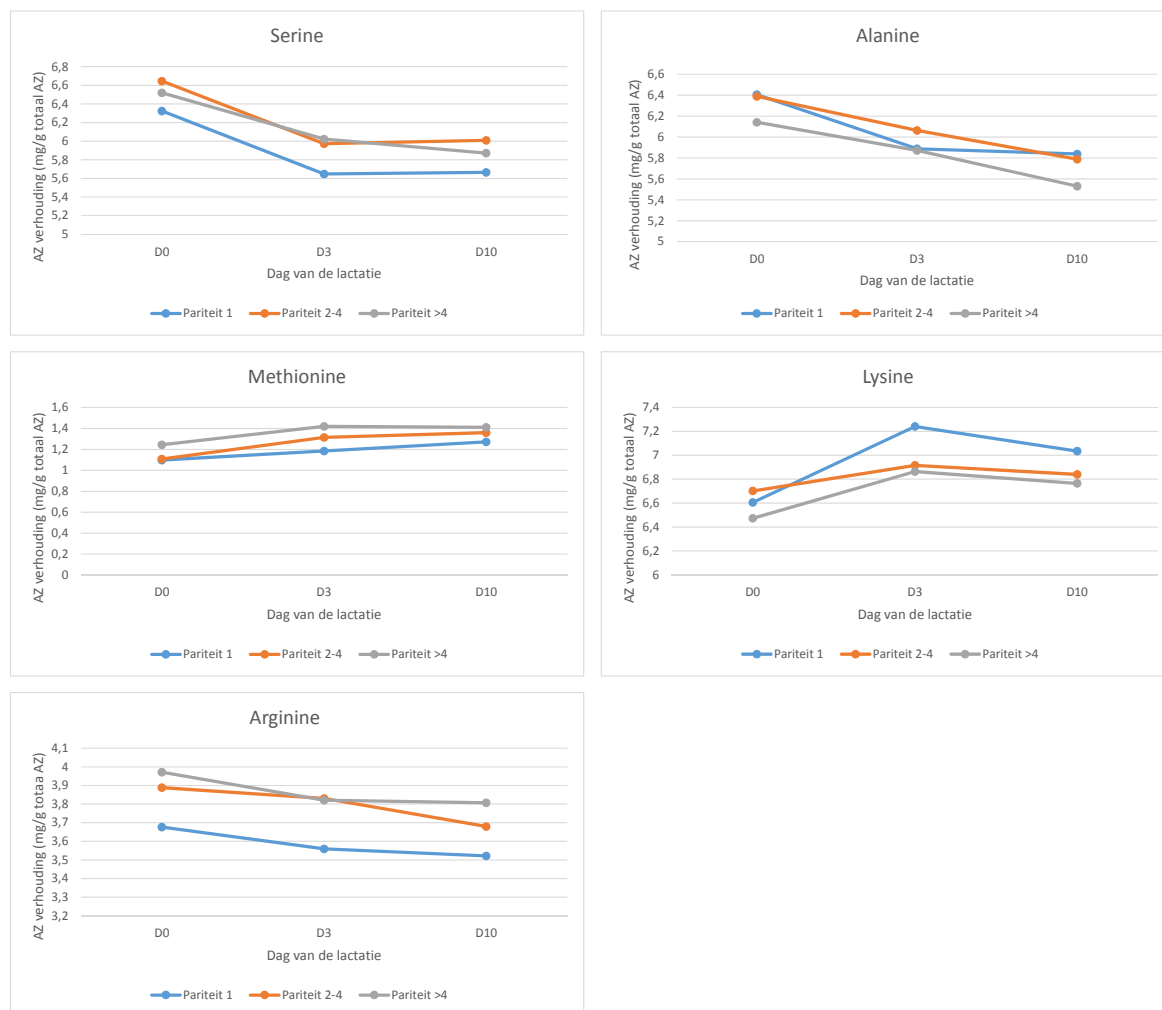 Serine
AZ verhouding (mg/g totaal AZ)
6,8
6,6
6,4
6,2
6
5,8
5,6
5,4
5,2
5
D0 D3 D10
Dag van de lactatie
Pariteit 1 Pariteit 2-4 Pariteit >4
Alanine
AZ verhouding (mg/g totaal AZ)
6,6
6,4
6,2
6
5,8
5,6
5,4
5,2
5
D0 D3 D10
Dag van de lactatie
Pariteit 1 Pariteit 2-4 Pariteit >4
Methionine
AZ verhouding (mg/g totaal AZ)
1,6
1,4
1,2
1
0,8
0,6
0,4
0,2
0
D0 D3 D10
Dag van de lactatie
Pariteit 1 Pariteit 2-4 Pariteit >4
Lysine
AZ verhouding (mg/g totaal AZ)
7,4
7,2
7
6,8
6,6
6,4
6,2
6
D0 D3 D10
Dag van de lactatie
Pariteit 1 Pariteit 2-4 Pariteit >4
Arginine
AZ verhouding (mg/g totaa AZ)
4,1
4
3,9
3,8
3,7
3,6
3,5
3,4
3,3
3,2
D0 D3 D10
Dag van de lactatie
Pariteit 1 Pariteit 2-4 Pariteit >4